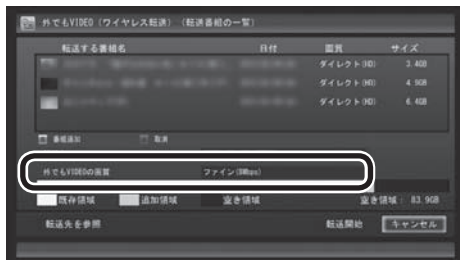 外でもVIDEO（ワイヤレス転送）（転送番組の一覧）
転送する番組名 日付 画質 サイズ
ダイレクト(HD) 3.4GB
ダイレクト(HD) 4.9GB
ダイレクト(HD) 6.4GB
番組追加 取消
外でもVIDEOの画質 ファイン(8Mbps)
既存領域 追加領域 空き領域 空き領域： 83.9GB
転送先を参照 転送開始 キャンセル